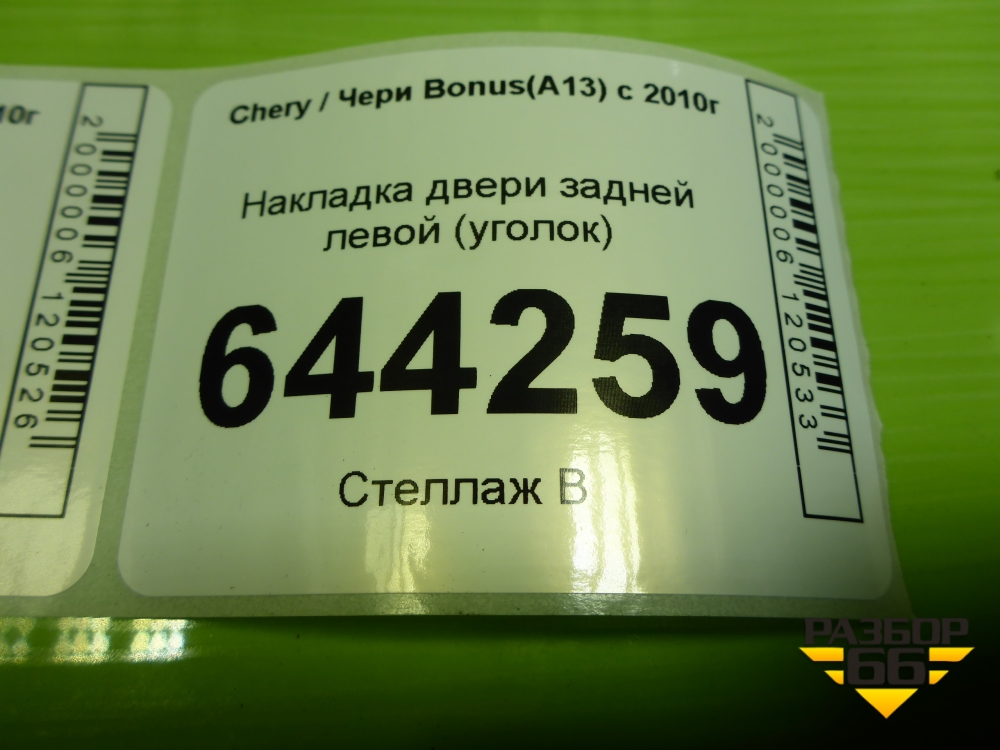 10г
2000006120526
Chery / Чери Bonus(A13) с 2010г
Накладка двери задней
левой (уголок)
644259
Стеллаж В
2000006120533
РАЗБОР
66